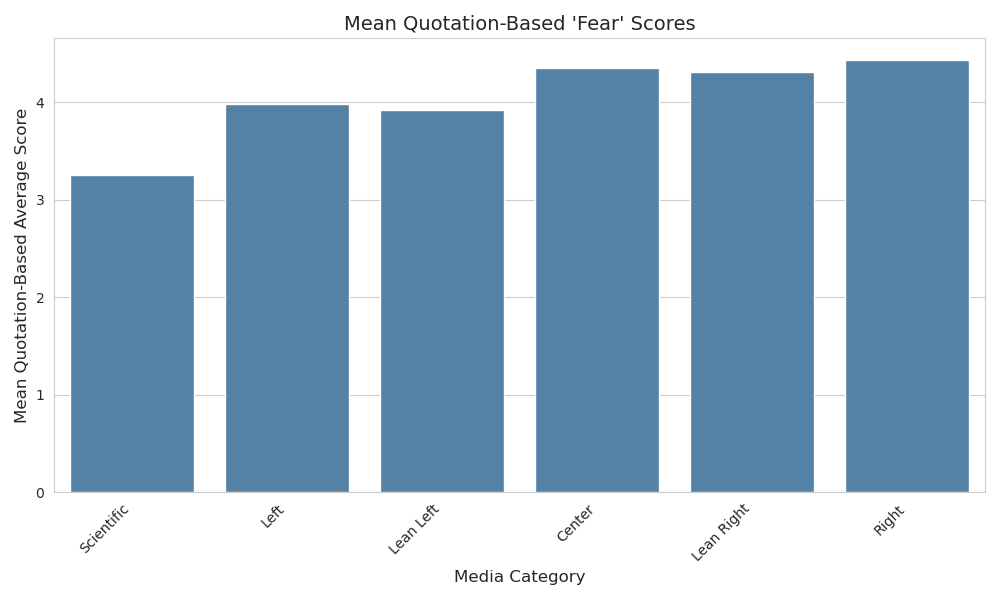 Mean Quotation-Based 'Fear' Scores
Mean Quotation-Based Average Score
4
3
2
1
0
Scientific
Left
Lean Left
Center
Lean Right
Right
Media Category